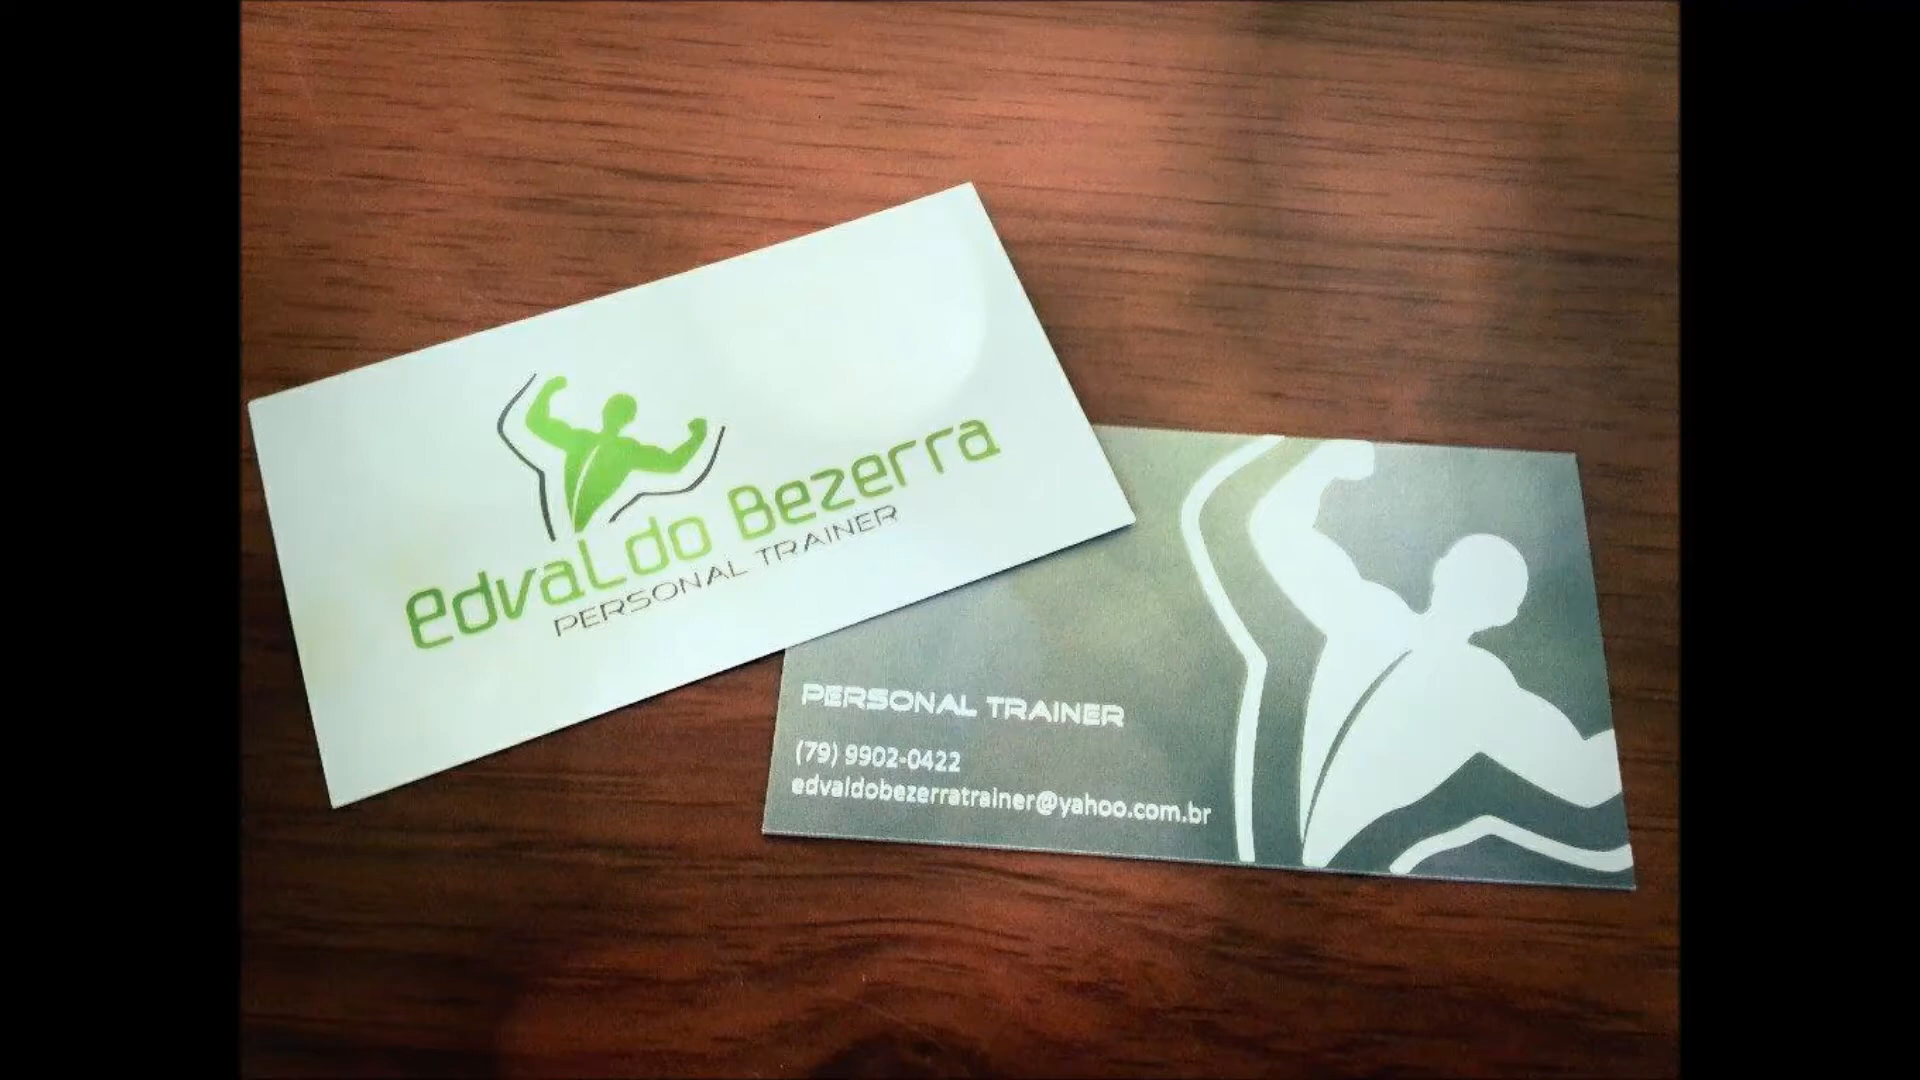 edvaLdo Bezerra
PERSONAL TRAINER
PERSONAL TRAINER
(79) 9902-0422
edvaldobezerratrainer@yahoo.com.br